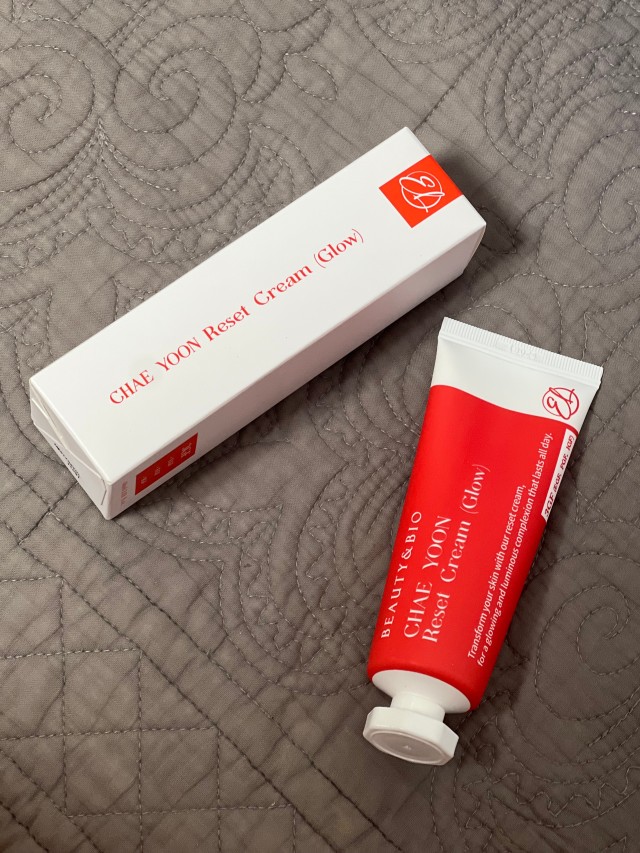 CHAE YOON Reset Cream (Glow)
BEAUTY&BIO
CHAE YOON
Reset Cream (Glow)
Transform your skin with our reset cream,
for a glowing and luminous complexion that lasts all day.